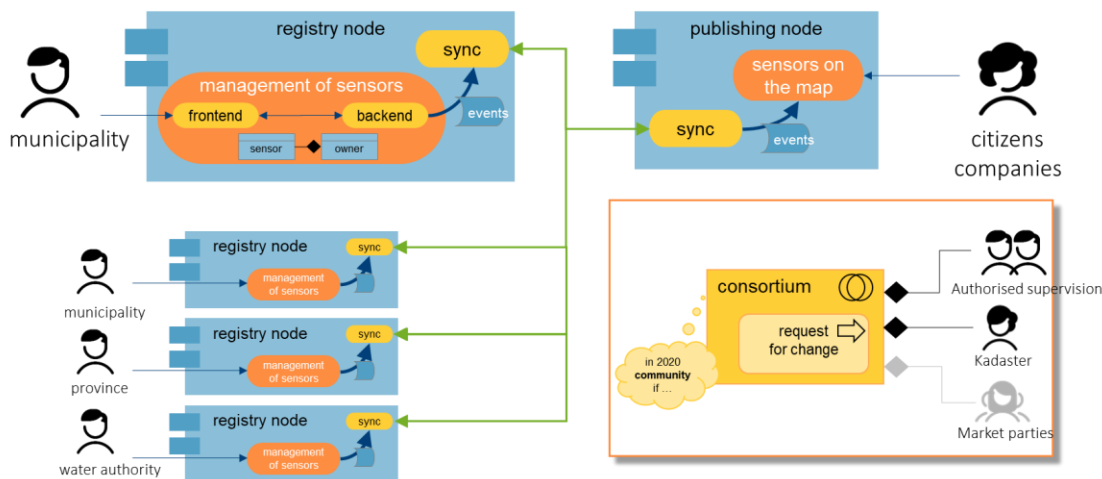 registry node
sync
management of sensors
frontend
backend
events
sensor
owner
municipality
publishing node
sensors on
the map
sync
events
citizens
companies
registry node
sync
management
of sensors
municipality
registry node
sync
management
of sensors
province
registry node
sync
management
of sensors
water authority
consortium
request
for change
in 2020
community
if ...
Authorised supervision
Kadaster
Market parties